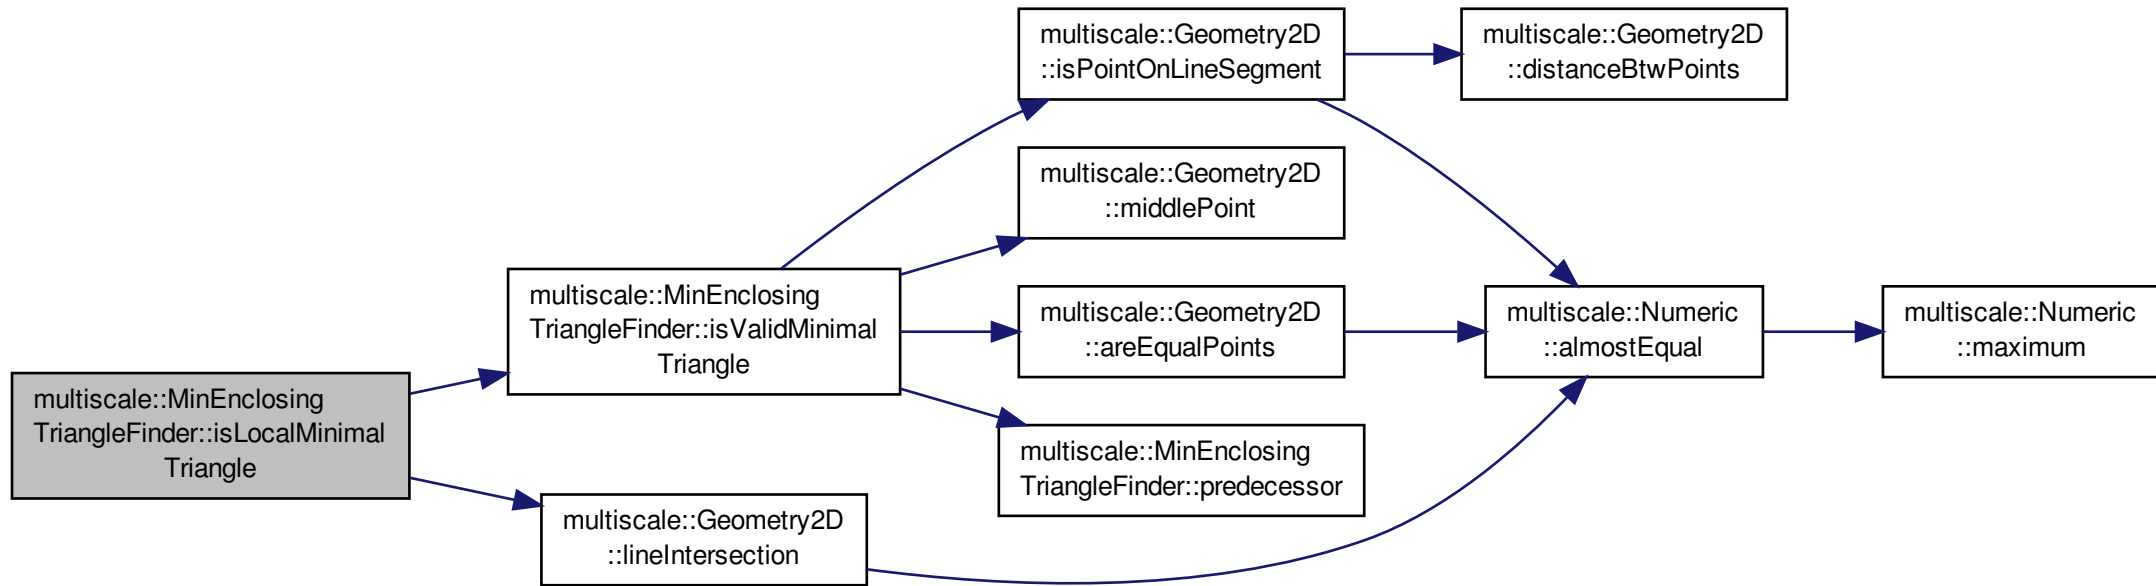 multiscale::MinEnclosing
TriangleFinder::isLocalMinimal
Triangle
multiscale::MinEnclosing
TriangleFinder::isValidMinimal
Triangle
multiscale::Geometry2D
::lineIntersection
multiscale::Geometry2D
::isPointOnLineSegment
multiscale::Geometry2D
::middlePoint
multiscale::Geometry2D
::areEqualPoints
multiscale::MinEnclosing
TriangleFinder::predecessor
multiscale::Geometry2D
::distanceBtwPoints
multiscale::Numeric
::almostEqual
multiscale::Numeric
::maximum